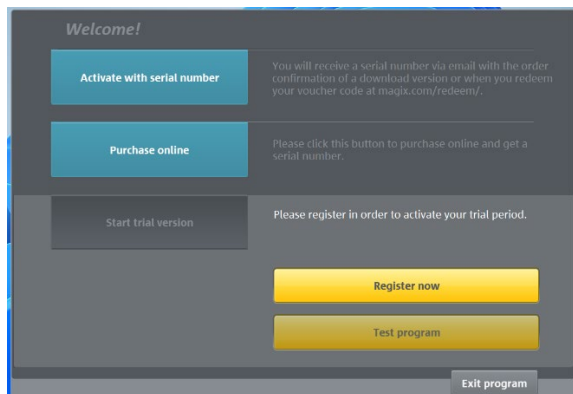 Welcome!
Activate with serial number
You will receive a serial number via email with the order
confirmation of a download version or when you redeem
your voucher code at magix.com/redeem/.
Purchase online
Please click this button to purchase online and get a
serial number.
Start trial version
Please register in order to activate your trial period.
Register now
Test program
Exit program